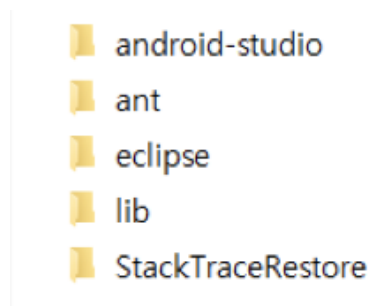 android-studio
ant
eclipse
lib
StackTraceRestore